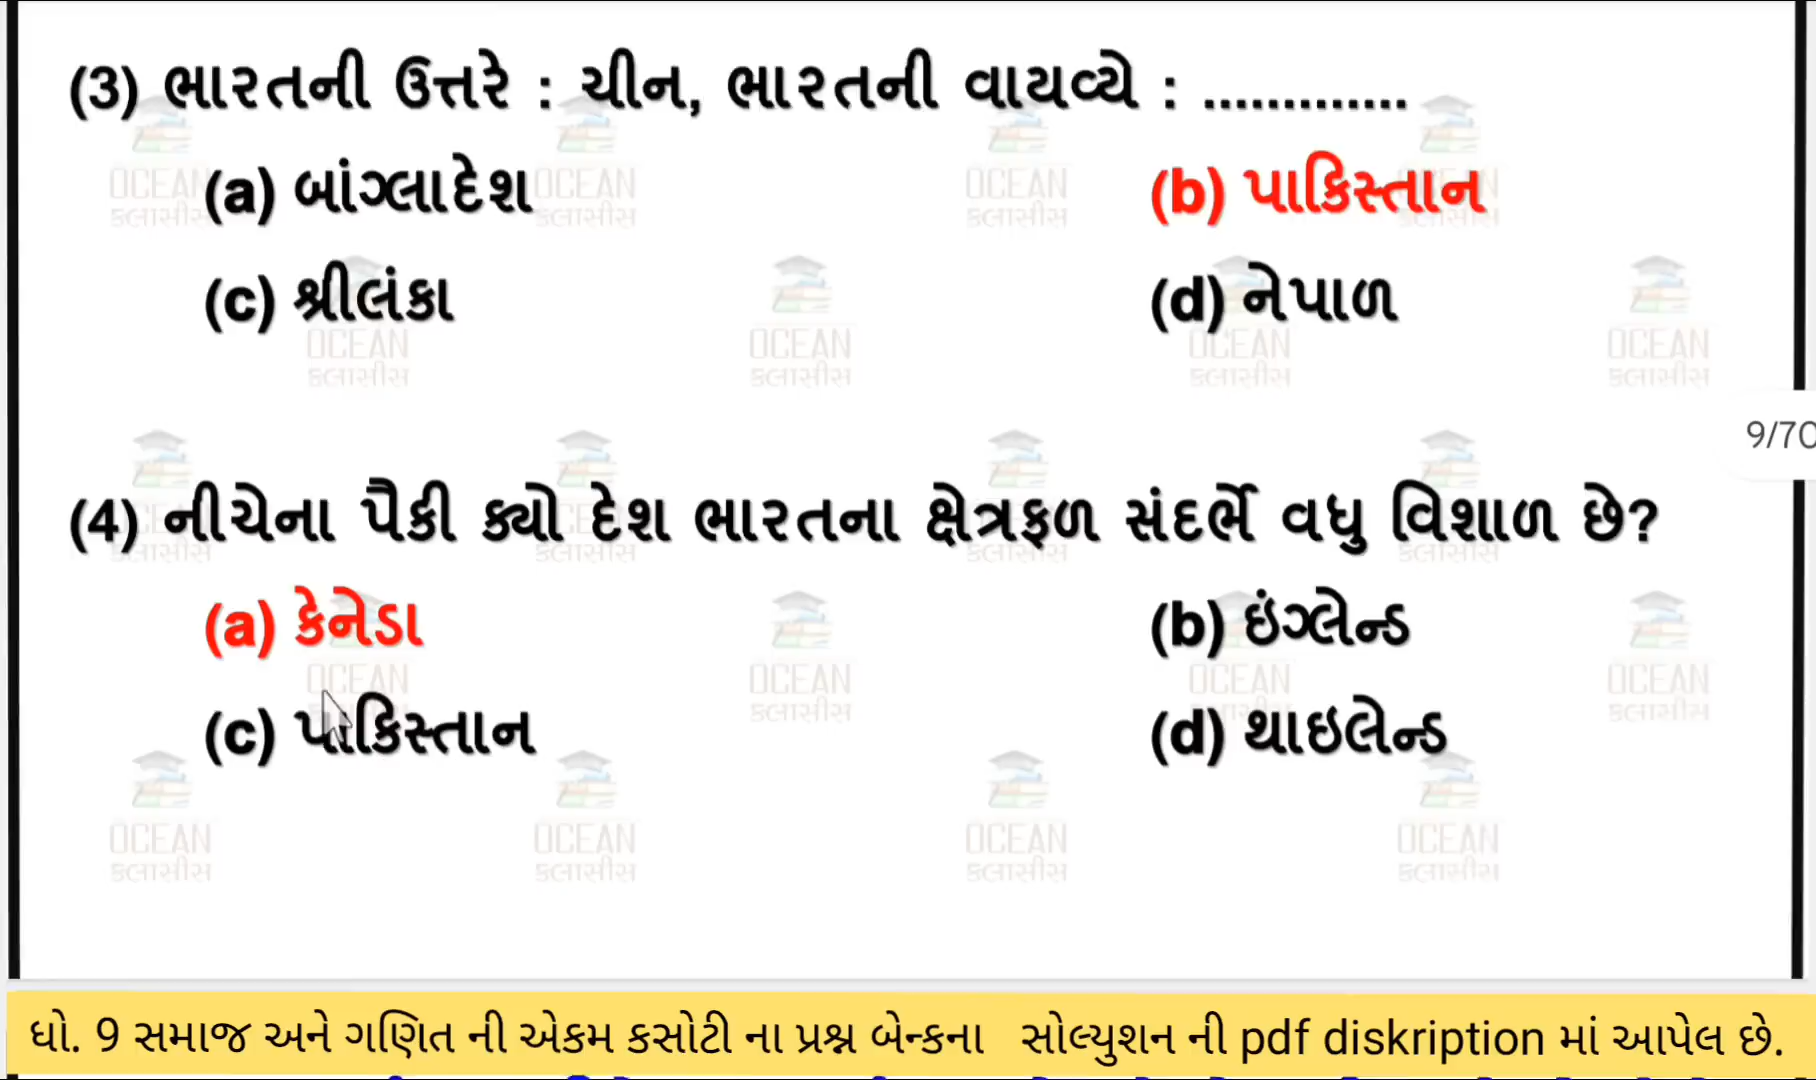 (3) ભારતની ઉત્તરે : ચીન, ભારતની વાયવ્યે : .............
(a) બાંગ્લાદેશ (b) પાકિસ્તાન
(c) શ્રીલંકા (d) નેપાળ
9/70
(4) નીચેના પૈકી ક્યો દેશ ભારતના ક્ષેત્રફળ સંદર્ભે વધુ વિશાળ છે?
(a) કેનેડા (b) ઇંગ્લેન્ડ
(c) પાકિસ્તાન (d) થાઇલેન્ડ
OCEAN
ક્લાસીસ
ધો. 9 સમાજ અને ગણિત ની એકમ કસોટી ના પ્રશ્ન બેન્કના સોલ્યુશન ની pdf diskription માં આપેલ છે.